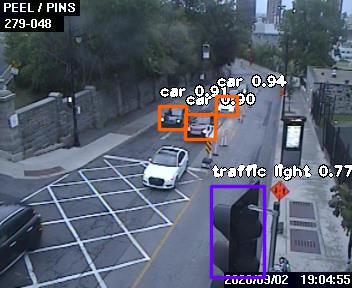 PEEL / PINS
279-048
car 0.94
car 0.91
car 0.90
traffic light 0.77
2020/09/02 19:04:55